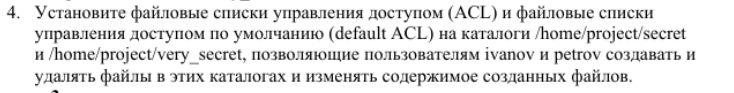 4. Установите файловые списки управления доступом (ACL) и файловые списки
управления доступом по умолчанию (default ACL) на каталоги /home/project/secret
и /home/project/very_secret, позволяющие пользователям ivanov и petrov создавать и
удалять файлы в этих каталогах и изменять содержимое созданных файлов.